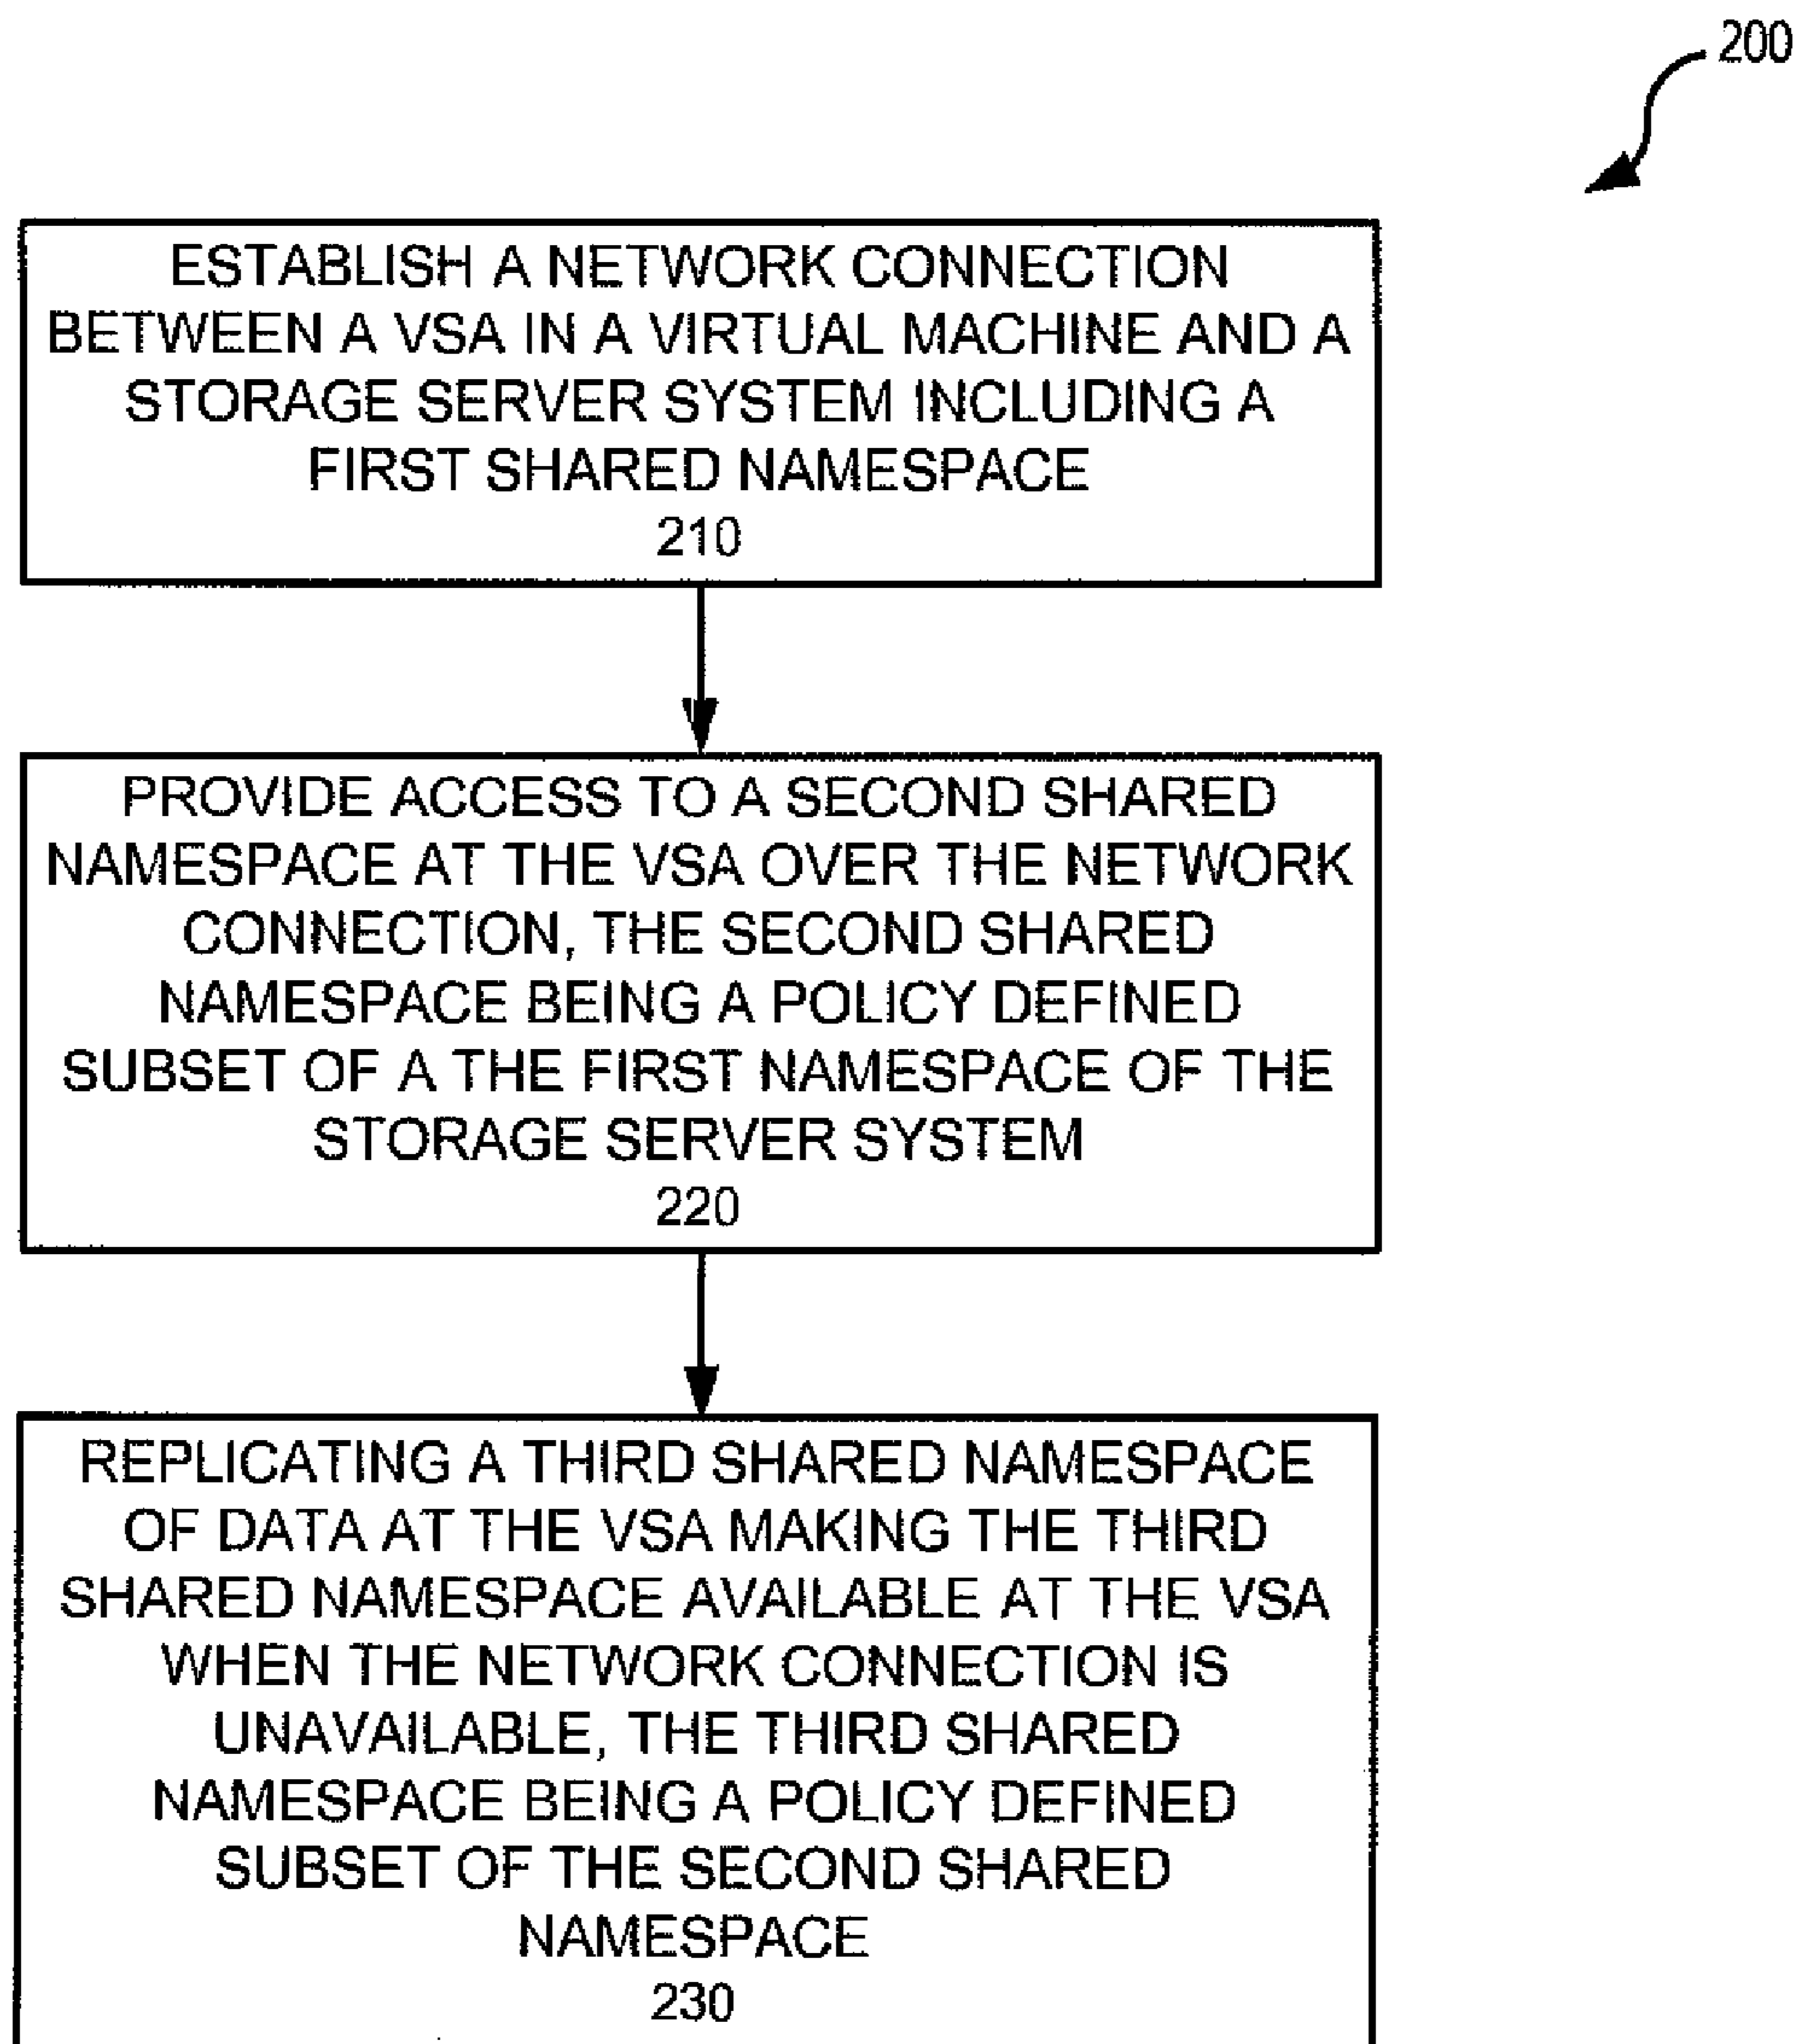 200
ESTABLISH A NETWORK CONNECTION
BETWEEN A VSA IN A VIRTUAL MACHINE AND A
STORAGE SERVER SYSTEM INCLUDING A
FIRST SHARED NAMESPACE
210
PROVIDE ACCESS TO A SECOND SHARED
NAMESPACE AT THE VSA OVER THE NETWORK
CONNECTION, THE SECOND SHARED
NAMESPACE BEING A POLICY DEFINED
SUBSET OF A THE FIRST NAMESPACE OF THE
STORAGE SERVER SYSTEM
220
REPLICATING A THIRD SHARED NAMESPACE
OF DATA AT THE VSA MAKING THE THIRD
SHARED NAMESPACE AVAILABLE AT THE VSA
WHEN THE NETWORK CONNECTION IS
UNAVAILABLE, THE THIRD SHARED
NAMESPACE BEING A POLICY DEFINED
SUBSET OF THE SECOND SHARED
NAMESPACE
230